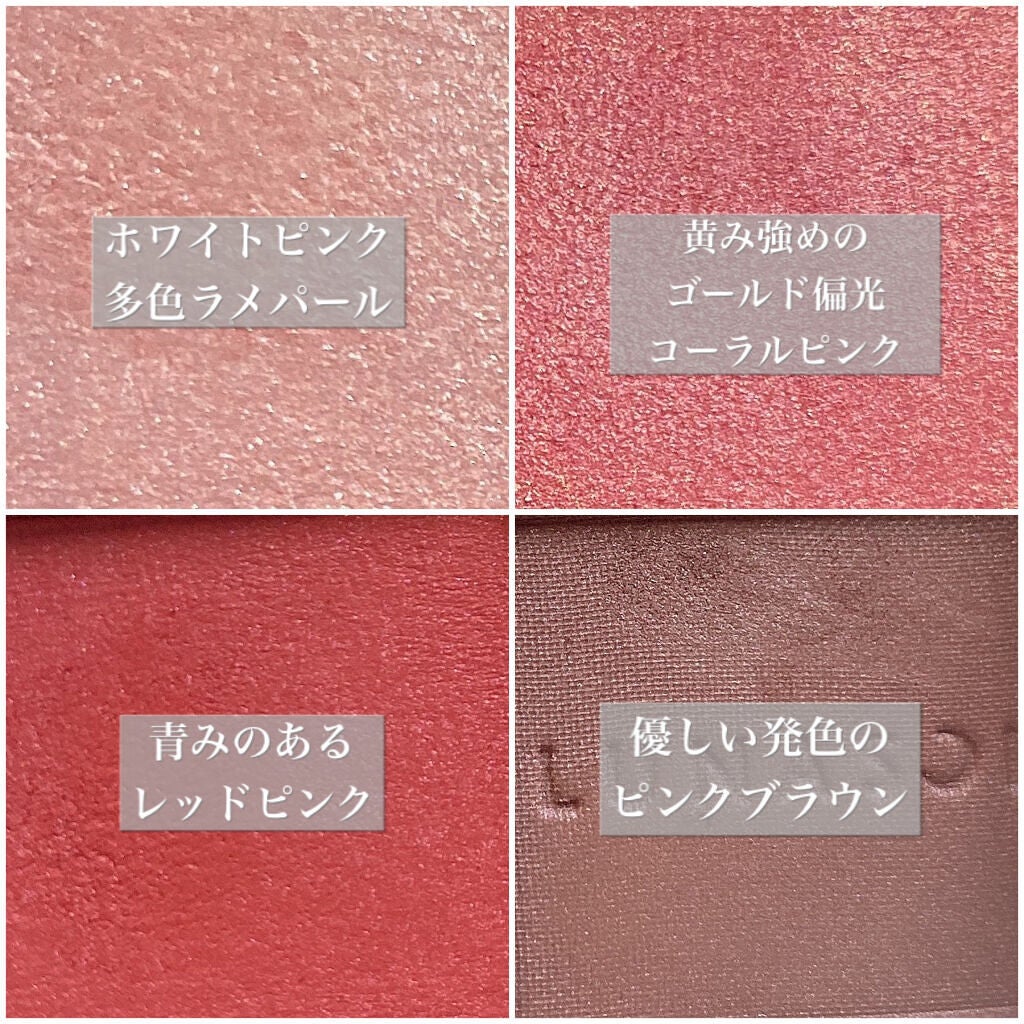 ホワイトピンク
多色ラメパール
黄み強めの
ゴールド偏光
コーラルピンク
青みのある
レッドピンク
優しい発色の
ピンクブラウン